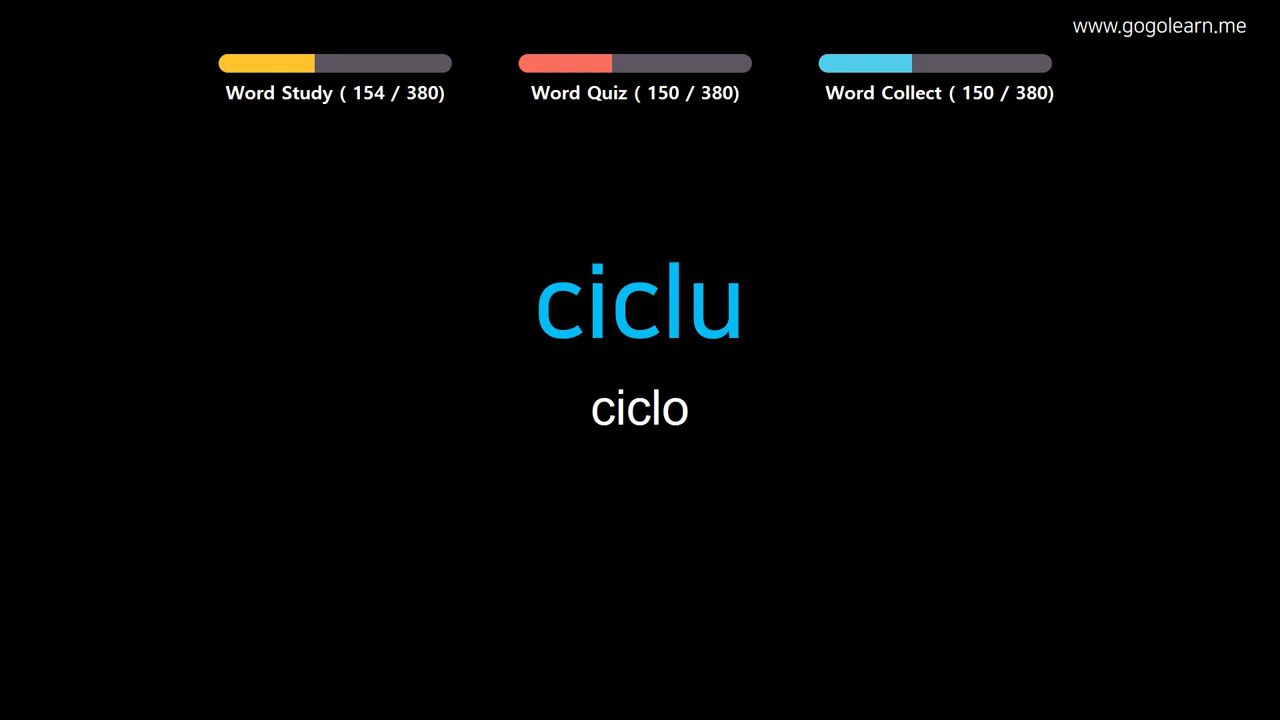 www.gogolearn.me
Word Study ( 154 / 380)
Word Quiz ( 150 / 380)
Word Collect ( 150 / 380)
ciclu
ciclo